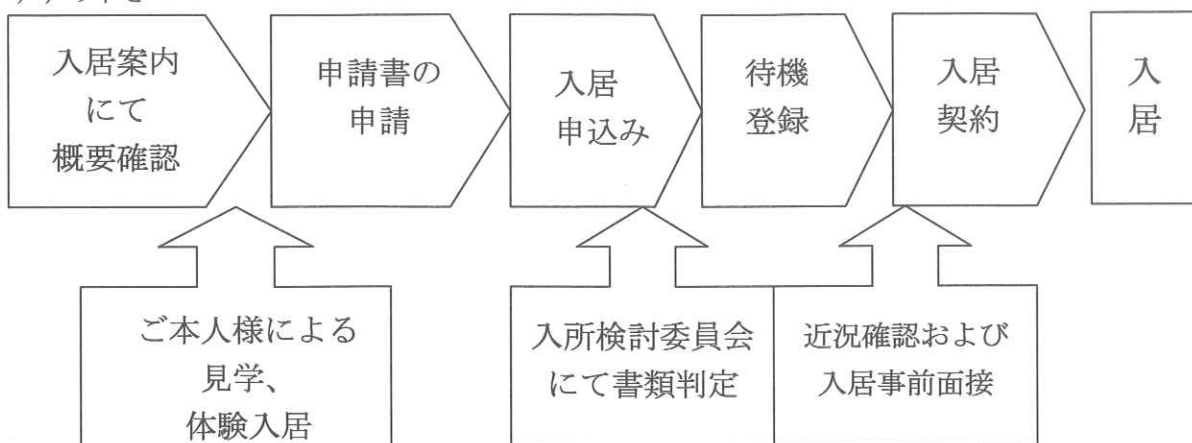 入居案内
にて
概要確認
申請書の
申請
入居
申込み
待機
登録
入居
契約
入
居
ご本人様による
見学、
体験入居
入所検討委員会
にて書類判定
近況確認および
入居事前面接